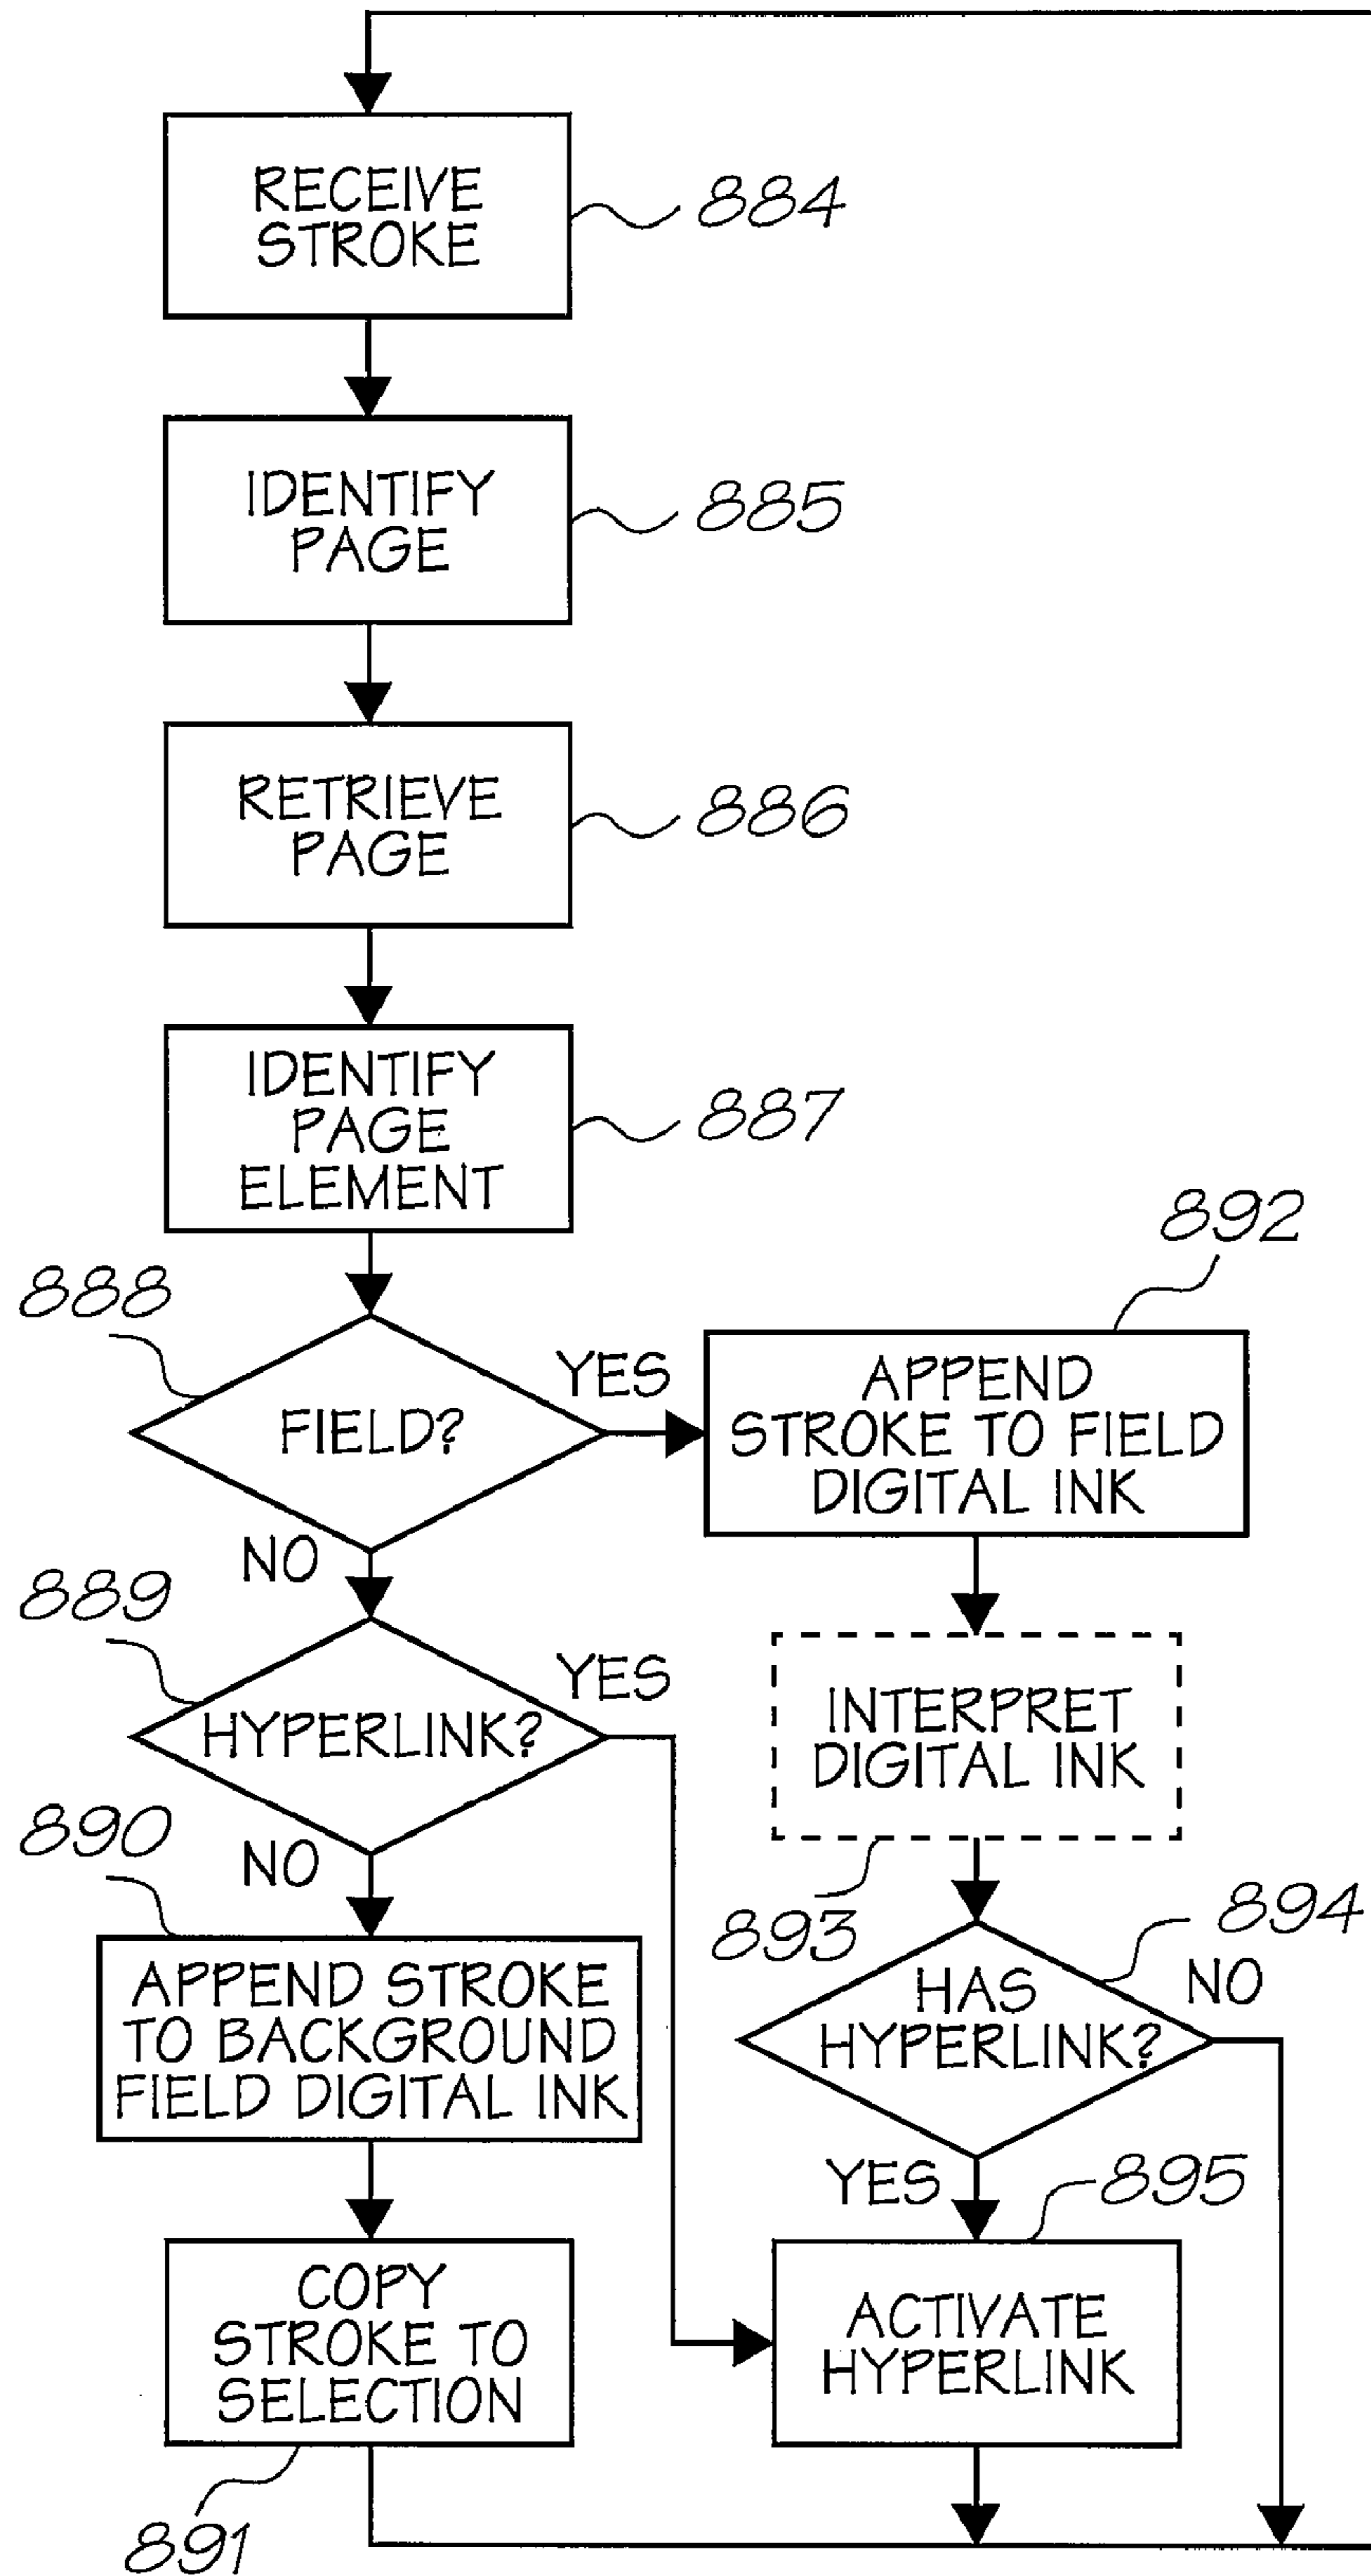 RECEIVE
STROKE
884
IDENTIFY
PAGE
885
RETRIEVE
PAGE
886
IDENTIFY
PAGE
ELEMENT
887
888
FIELD?
YES
NO
892
APPEND
STROKE TO FIELD
DIGITAL INK
889
HYPERLINK?
YES
NO
INTERPRET
DIGITAL INK
893
890
APPEND STROKE
TO BACKGROUND
FIELD DIGITAL INK
894
HAS
HYPERLINK?
NO
YES
895
COPY
STROKE TO
SELECTION
891
ACTIVATE
HYPERLINK